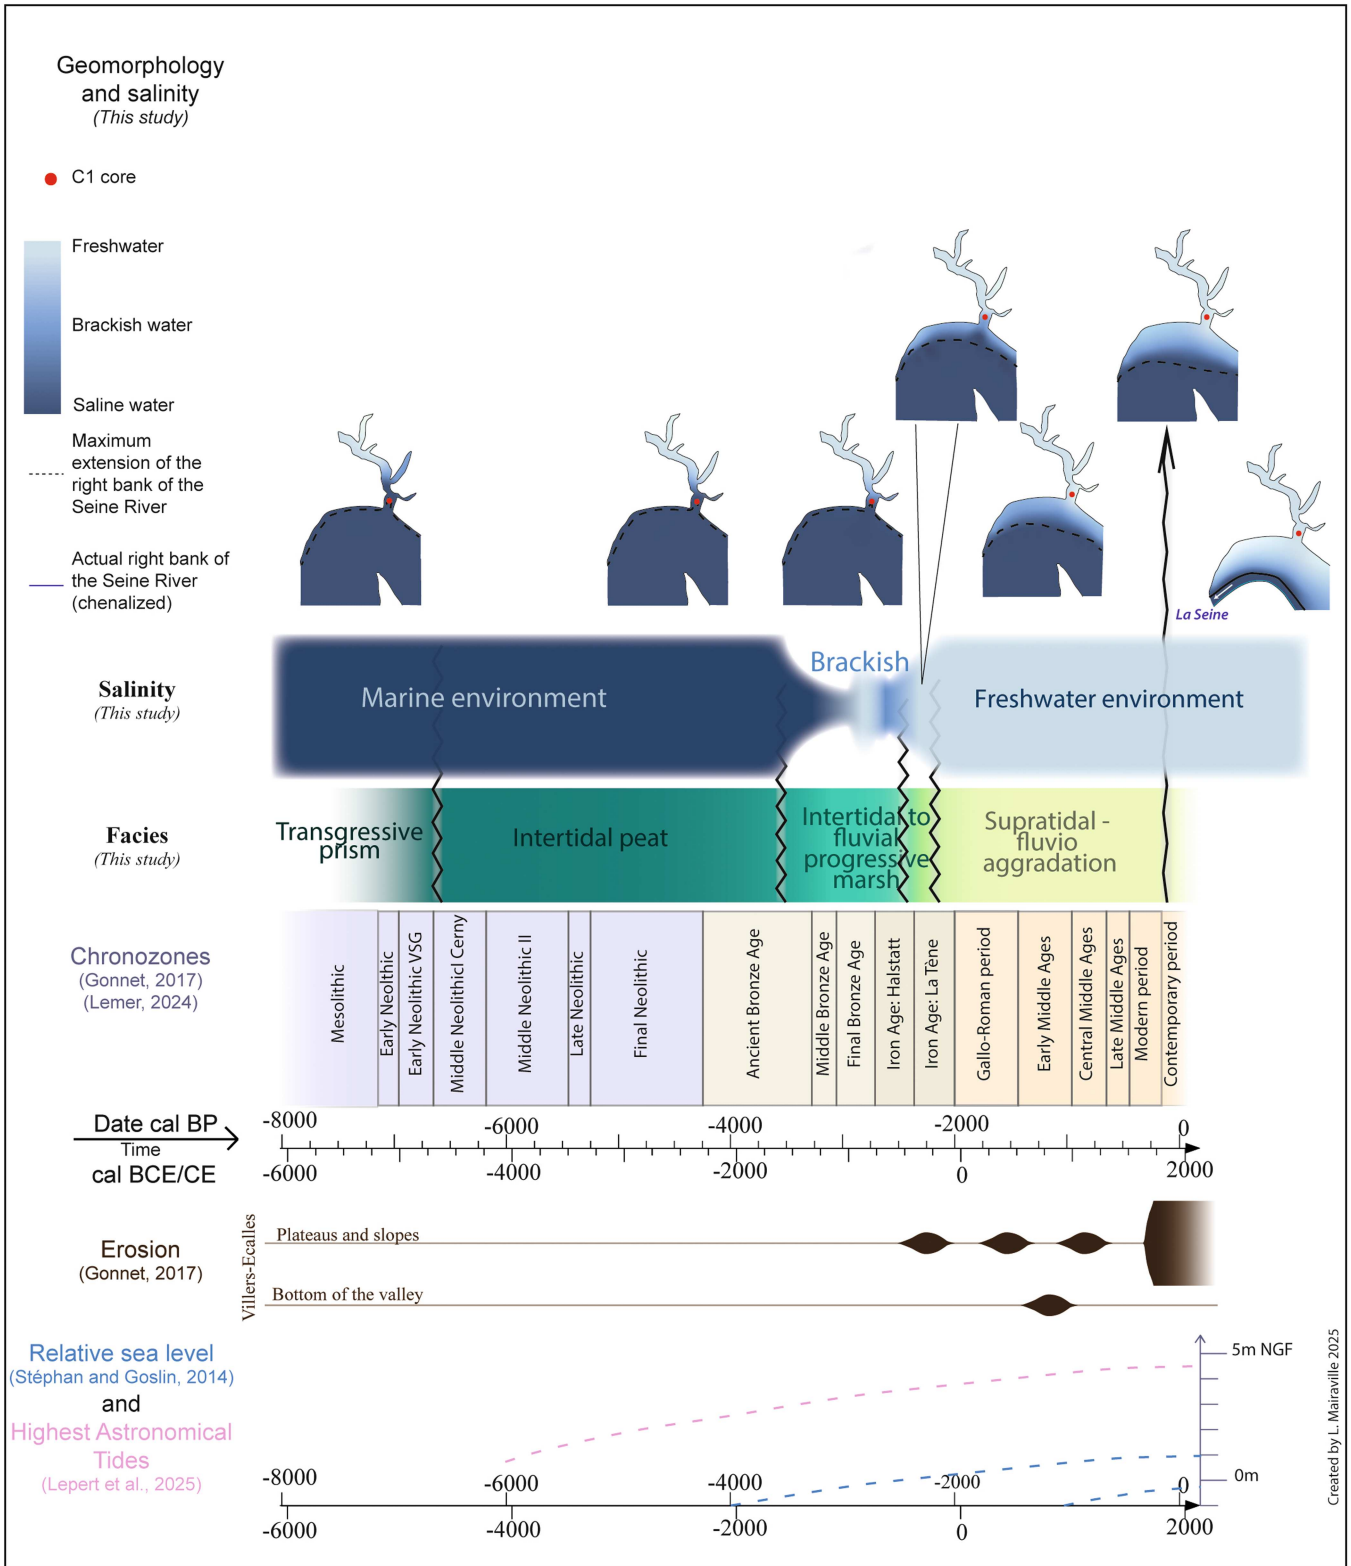 Geomorphology
and salinity
(This study)
C1 core
Freshwater
Brackish water
Saline water
Maximum
extension of the
right bank of the
Seine River
Actual right bank of
the Seine River
(chenalized)
La Seine
Salinity
(This study)
Marine environment
Brackish
Freshwater environment
Facies
(This study)
Transgressive
prism
Intertidal peat
Intertidal to
fluvial
progressive
marsh
Supratidal -
fluvio
aggradation
Chronozones
(Gonnet, 2017)
(Lemer, 2024)
Mesolithic
Early Neolithic
Early Neolithic VSG
Middle Neolithicl Cerny
Middle Neolithic II
Late Neolithic
Final Neolithic
Ancient Bronze Age
Middle Bronze Age
Final Bronze Age
Iron Age: Halstatt
Iron Age: La Tène
Gallo-Roman period
Early Middle Ages
Central Middle Ages
Late Middle Ages
Modern period
Contemporary period
Date cal BP
Time
cal BCE/CE
-8000 -6000 -4000 -2000 0
-6000 -4000 -2000 0 2000
Erosion
(Gonnet, 2017)
Villers-Ecalles
Plateaus and slopes
Bottom of the valley
Relative sea level
(Stéphan and Goslin, 2014)
and
Highest Astronomical
Tides
(Lepert et al., 2025)
5m NGF
0m
-8000 -6000 -4000 -2000 0
-6000 -4000 -2000 0 2000
Created by L. Mairaville 2025